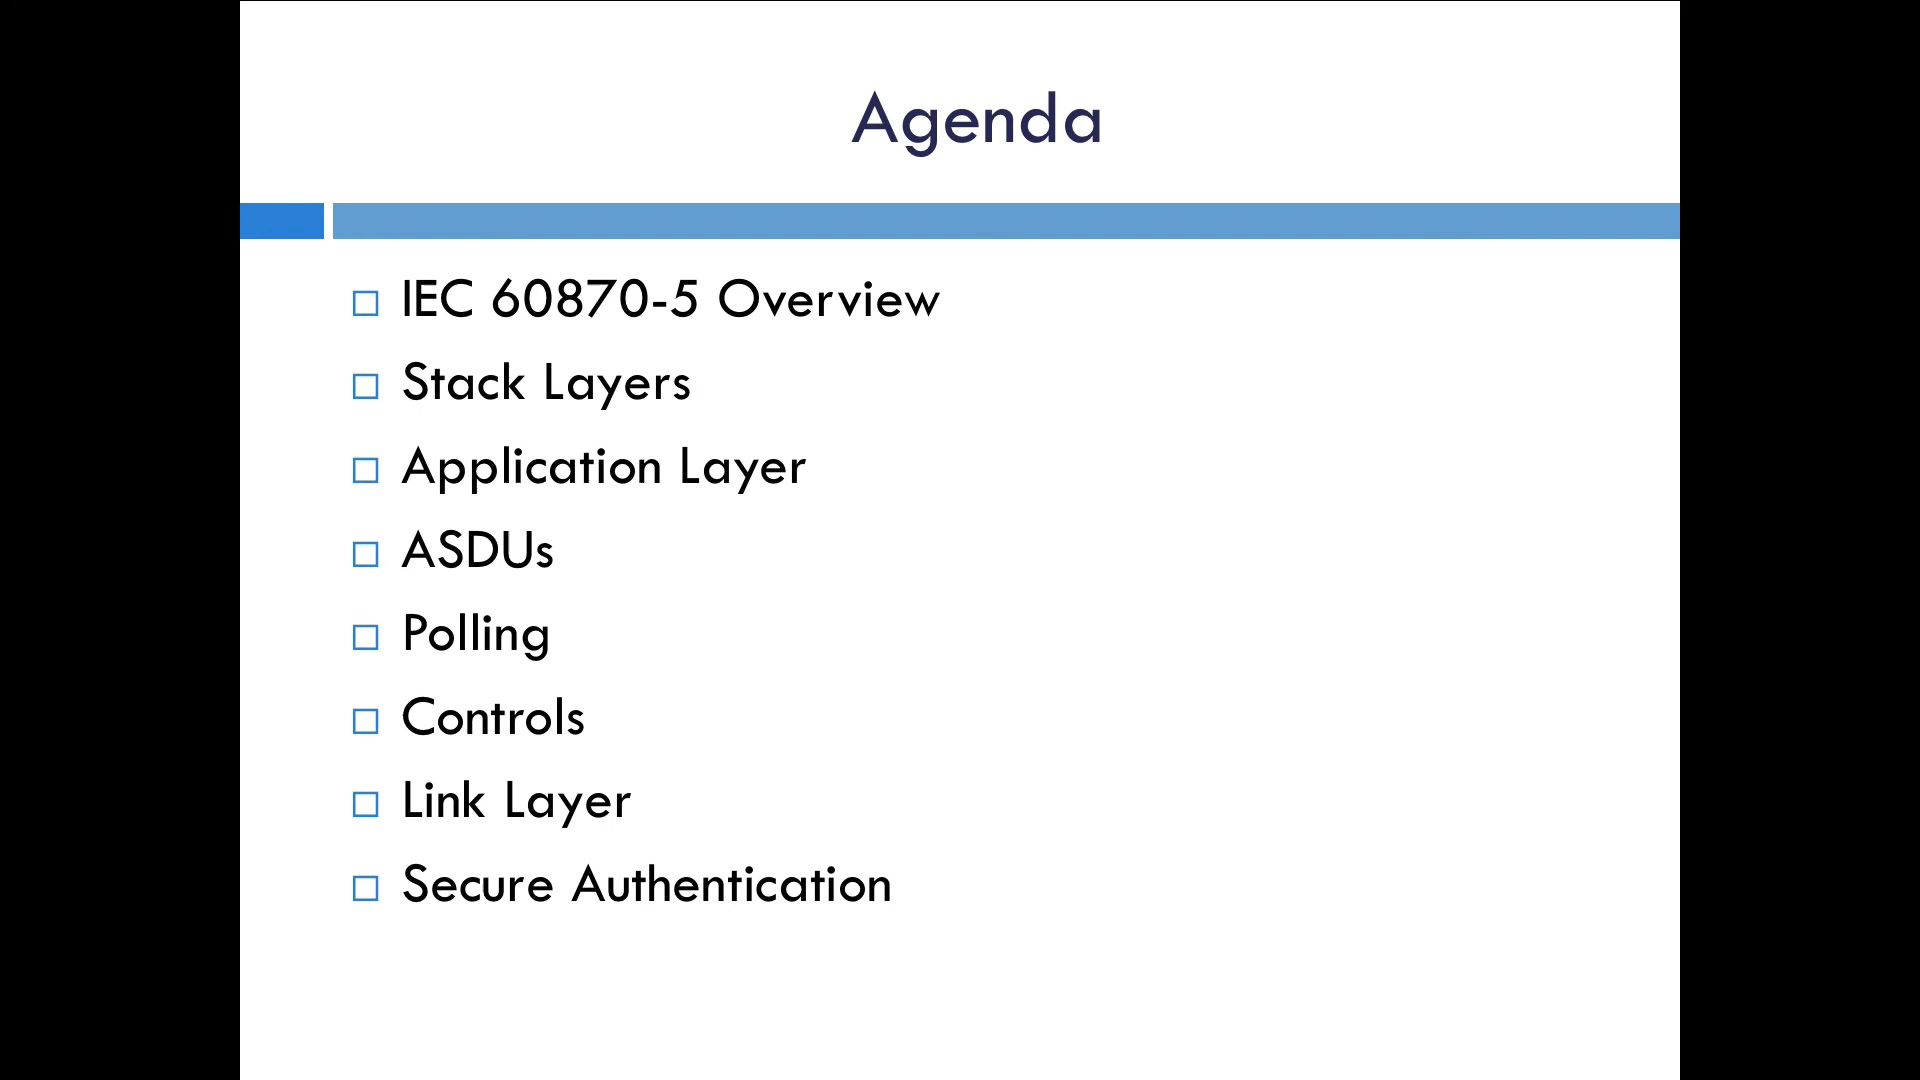 Agenda
IEC 60870-5 Overview
Stack Layers
Application Layer
ASDUs
Polling
Controls
Link Layer
Secure Authentication